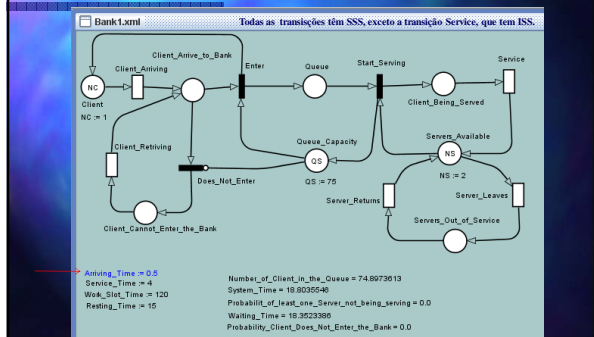 Bank1.xml
Todas as transisções têm SSS, exceto a transição Service, que tem ISS.
Client_Arrive_to_Bank
Enter
Queue
Start_Serving
Service
Client_Arriving
NC
Client
NC := 1
Client_Being_Served
Client_Retriving
Queue_Capacity
QS
QS := 75
Servers_Available
NS
NS := 2
Does_Not_Enter
Server_Returns
Server_Leaves
Client_Cannot_Enter_the_Bank
Servers_Out_of_Service
Arriving_Time := 0.5
Service_Time := 4
Work_Slot_Time := 120
Resting_Time := 15
Number_of_Client_in_the_Queue = 74.8973613
System_Time = 18.8035546
Probabilit_of_least_one_Server_not_being_serving = 0.0
Waiting_Time = 18.3523386
Probability_Client_Does_Not_Enter_the_Bank = 0.0